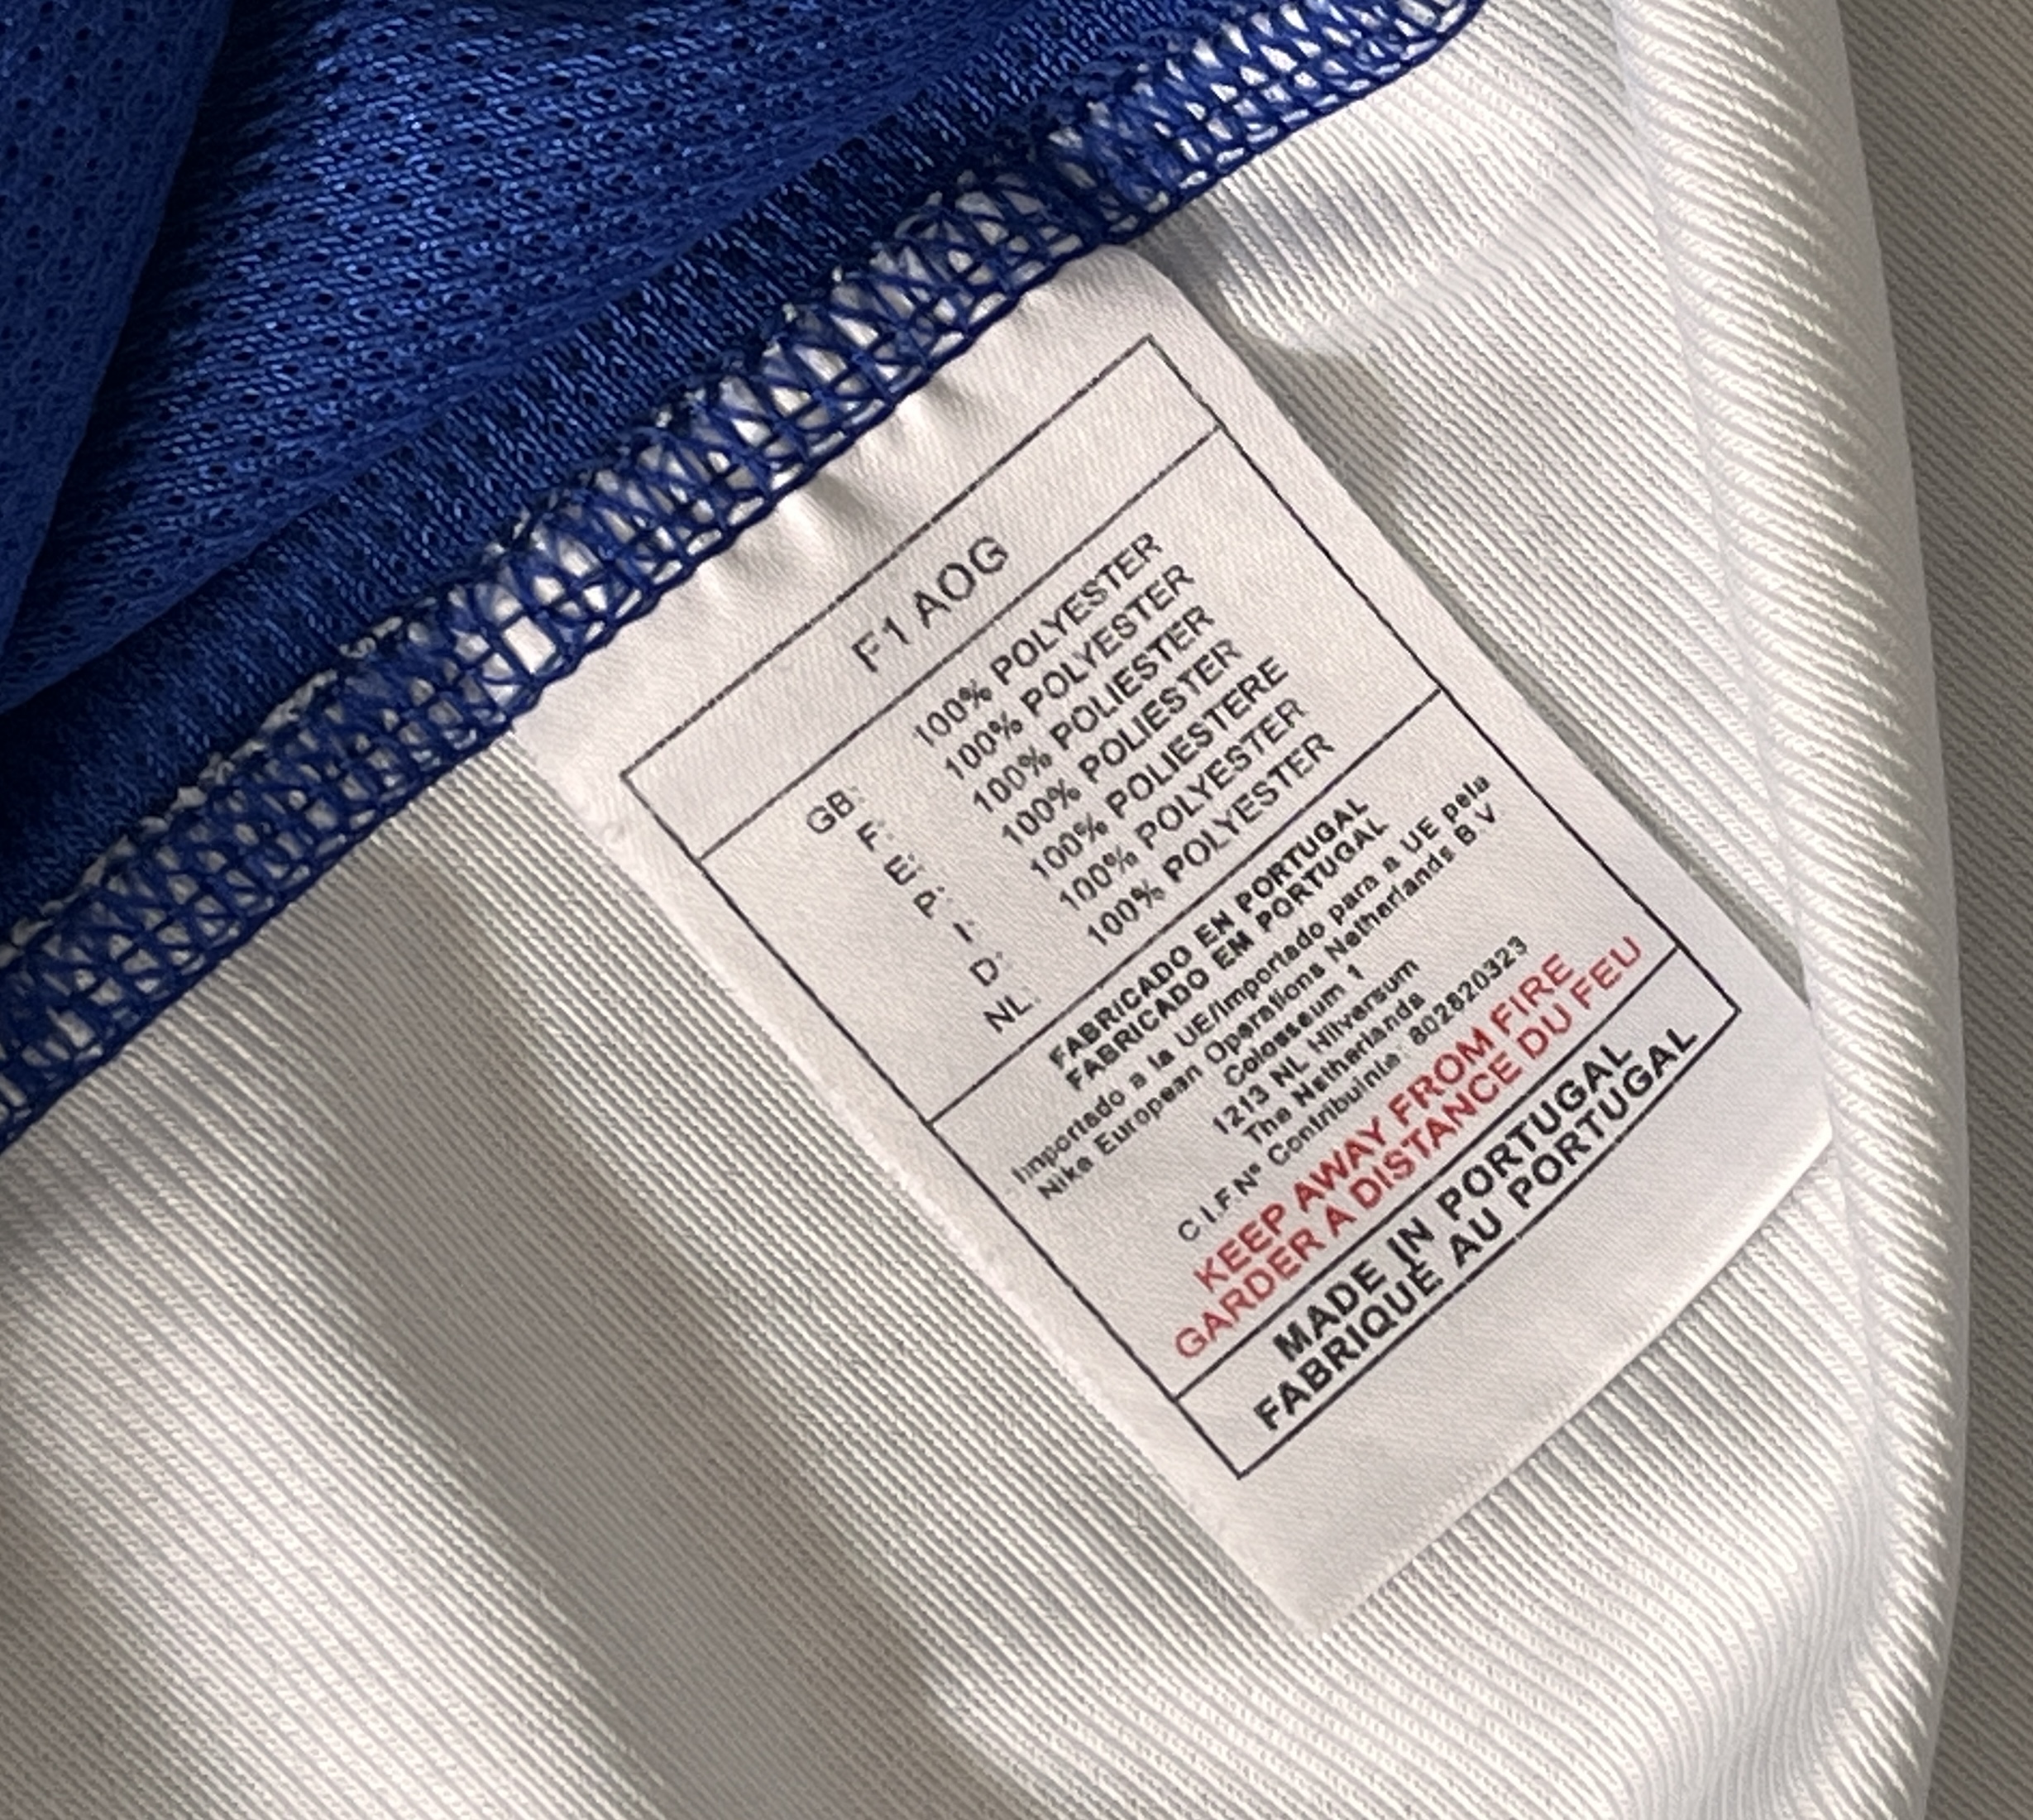 F1 AOG
GB: 100% POLYESTER
F: 100% POLYESTER
E: 100% POLIESTER
P: 100% POLIESTER
I: 100% POLIESTERE
D: 100% POLYESTER
NL: 100% POLYESTER
FABRICADO EN PORTUGAL
FABRICADO EM PORTUGAL
Importado a la UE/Importado para a UE pela
Nike European Operations Netherlands B.V
Colosseum 1
1213 NL Hilversum
The Netherlands
C.I.F Nº Contribuinte: 802820323
KEEP AWAY FROM FIRE
GARDER A DISTANCE DU FEU
MADE IN PORTUGAL
FABRIQUÉ AU PORTUGAL